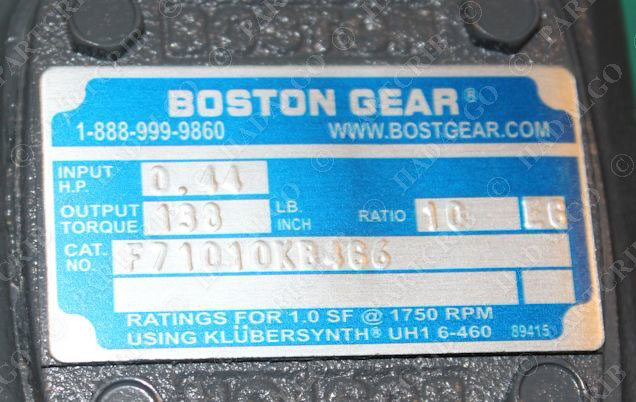 BOSTON GEAR®
1-888-999-9860 WWW.BOSTGEAR.COM
INPUT H.P. 0.44
OUTPUT TORQUE 138 LB. INCH RATIO 10 EG
CAT. NO. F71010KB4B6
RATINGS FOR 1.0 SF @ 1750 RPM
USING KLÜBERSYNTH® UH1 6-460 89415